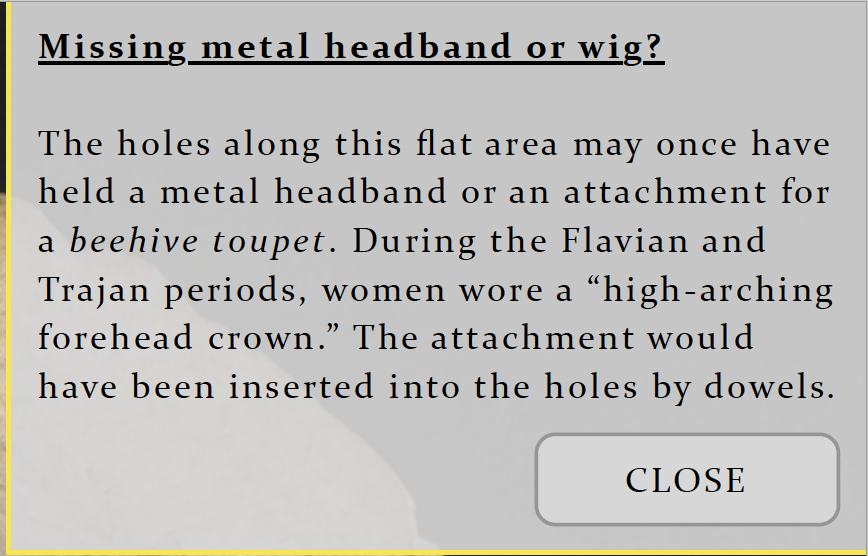 Missing metal headband or wig?
The holes along this flat area may once have
held a metal headband or an attachment for
a beehive toupet. During the Flavian and
Trajan periods, women wore a “high-arching
forehead crown.” The attachment would
have been inserted into the holes by dowels.
CLOSE